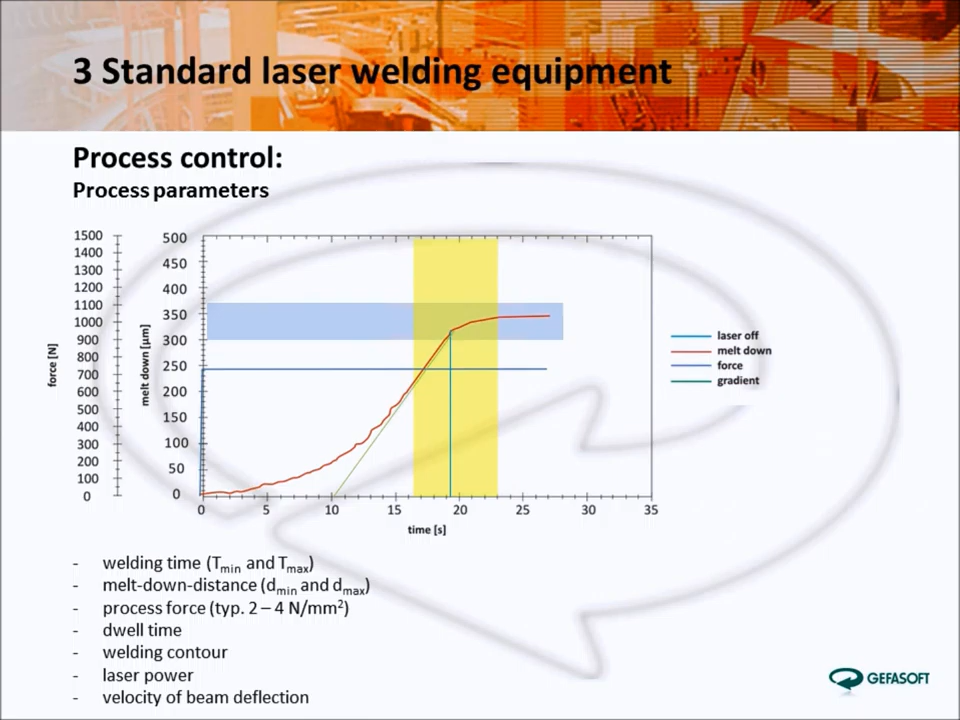 3 Standard laser welding equipment
Process control:
Process parameters
1500
1400
1300
1200
1100
1000
900
800
700
600
500
400
300
200
100
0
force [N]
500
450
400
350
300
250
200
150
100
50
0
melt down [µm]
0 5 10 15 20 25 30 35
time [s]
laser off
melt down
force
gradient
- welding time (Tmin and Tmax)
- melt-down-distance (dmin and dmax)
- process force (typ. 2 – 4 N/mm²)
- dwell time
- welding contour
- laser power
- velocity of beam deflection
GEFASOFT